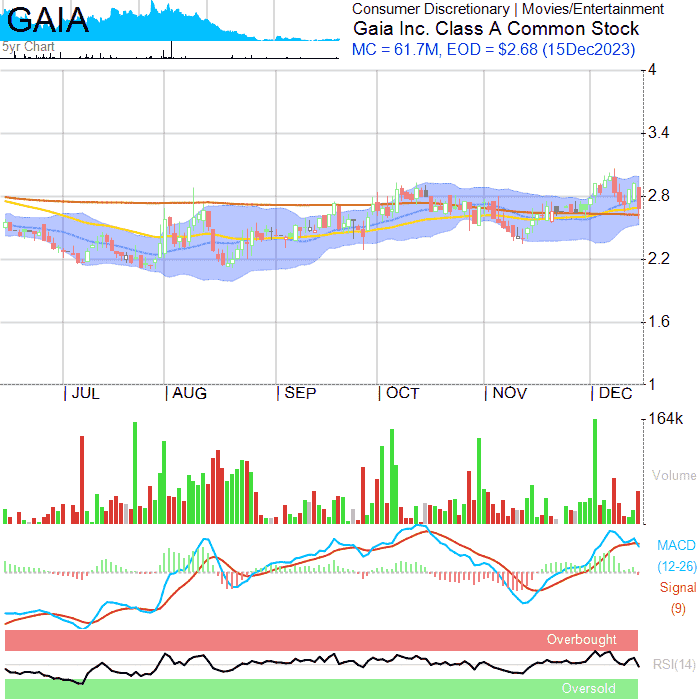 GAIA
5yr Chart
Consumer Discretionary | Movies/Entertainment
Gaia Inc. Class A Common Stock
MC = 61.7M, EOD = $2.68 (15Dec2023)
4
3.4
2.8
2.2
1.6
1
| JUL | AUG | SEP | OCT | NOV | DEC
164k
Volume
MACD
(12-26)
Signal
(9)
Overbought
RSI(14)
Oversold